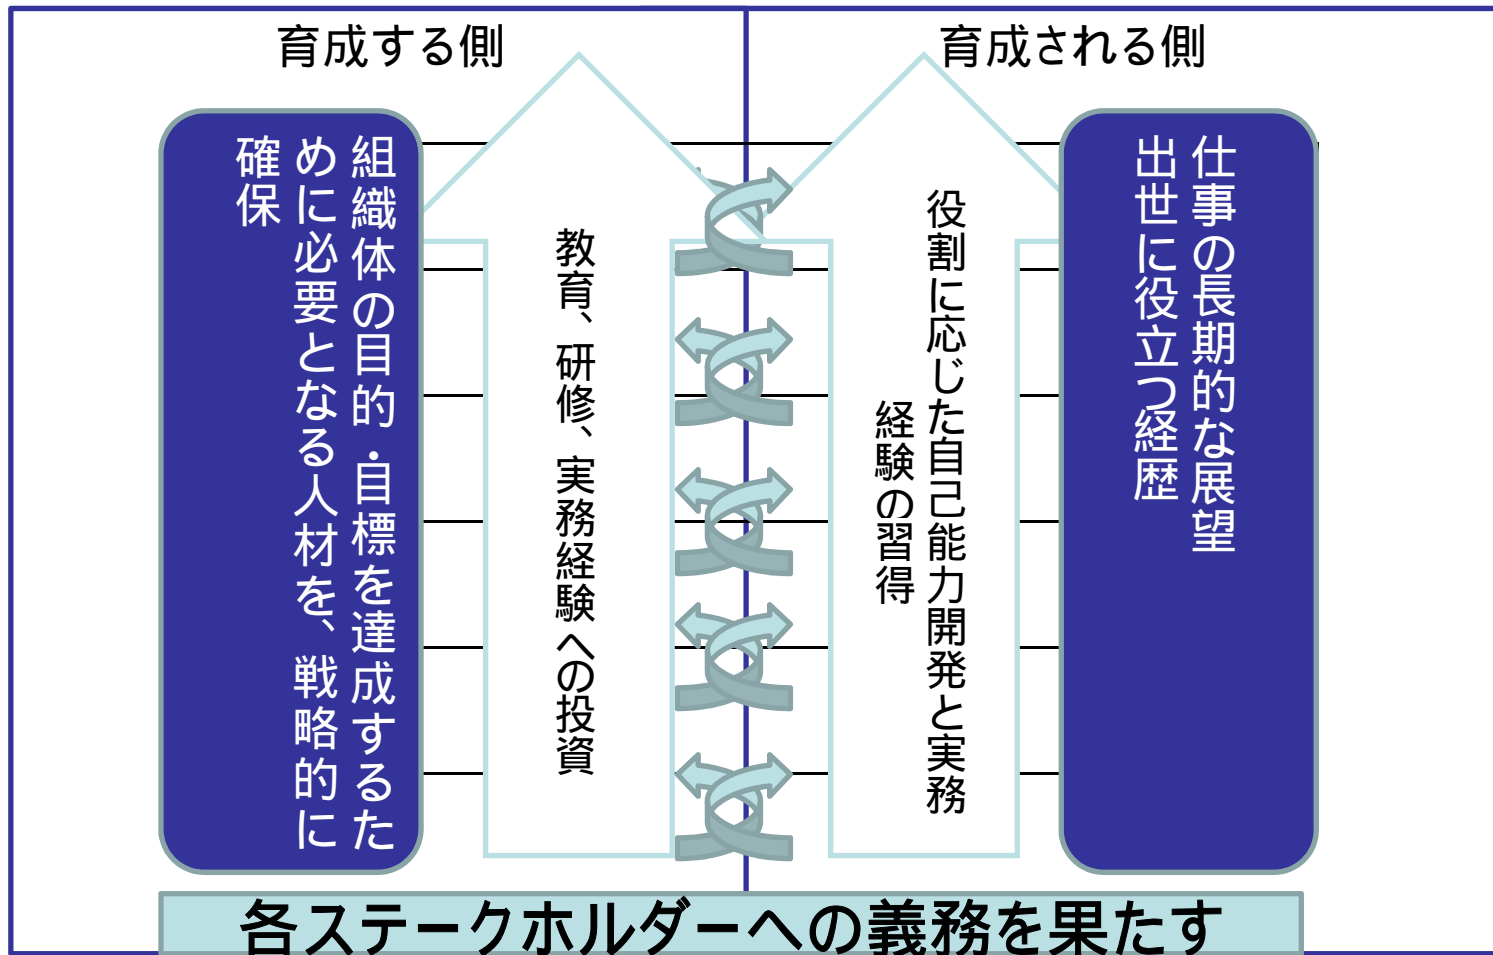 育成する側
育成される側
組織体の目的・目標を達成するた
めに必要となる人材を、戦略的に
確保
教育、研修、実務経験への投資
役割に応じた自己能力開発と実務
経験の習得
仕事の長期的な展望
出世に役立つ経歴
各ステークホルダーへの義務を果たす